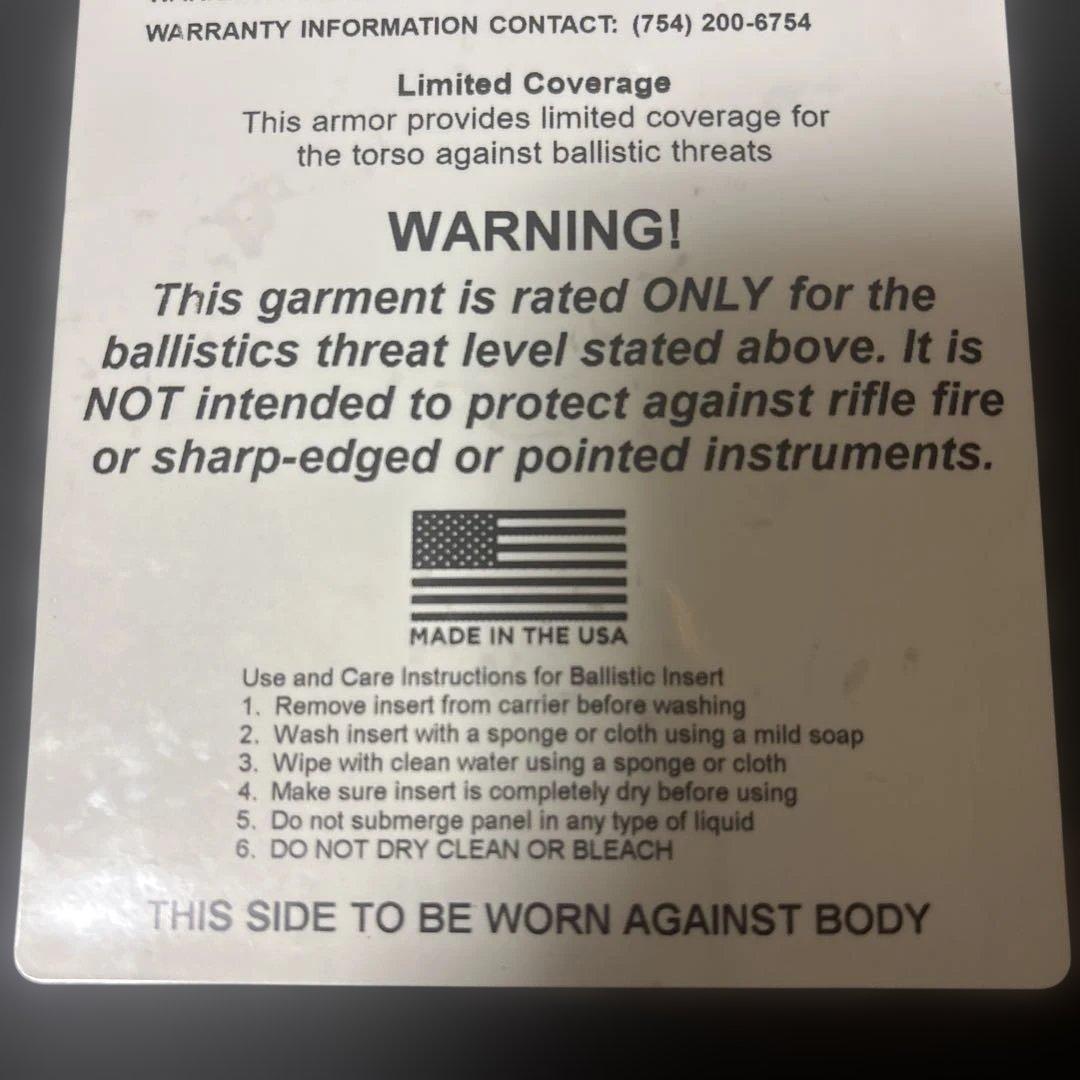 WARRANTY INFORMATION CONTACT: (754) 200-6754
Limited Coverage
This armor provides limited coverage for
the torso against ballistic threats
WARNING!
This garment is rated ONLY for the
ballistics threat level stated above. It is
NOT intended to protect against rifle fire
or sharp-edged or pointed instruments.
MADE IN THE USA
Use and Care Instructions for Ballistic Insert
1. Remove insert from carrier before washing
2. Wash insert with a sponge or cloth using a mild soap
3. Wipe with clean water using a sponge or cloth
4. Make sure insert is completely dry before using
5. Do not submerge panel in any type of liquid
6. DO NOT DRY CLEAN OR BLEACH
THIS SIDE TO BE WORN AGAINST BODY